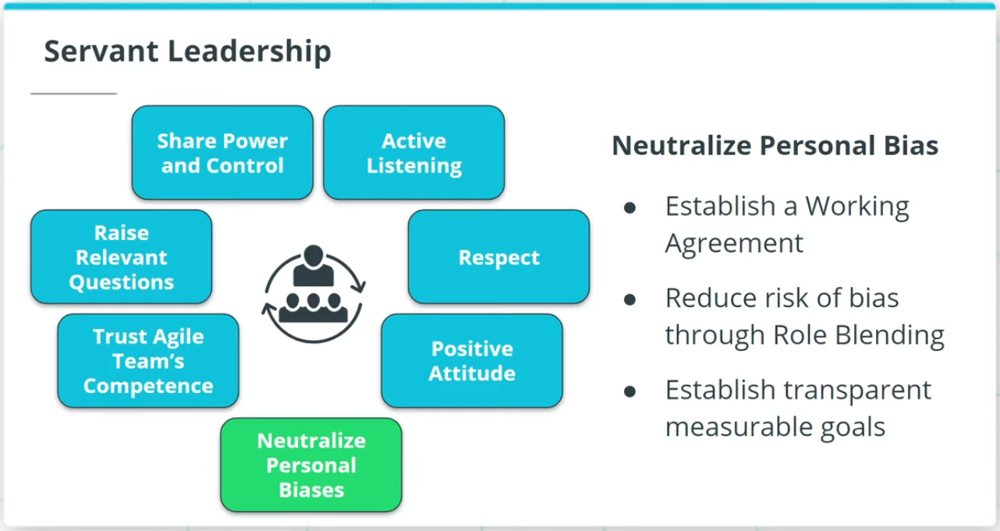 Servant Leadership
Share Power
and Control
Active
Listening
Raise
Relevant
Questions
Respect
Trust Agile
Team’s
Competence
Positive
Attitude
Neutralize
Personal
Biases
Neutralize Personal Bias
● Establish a Working
Agreement
● Reduce risk of bias
through Role Blending
● Establish transparent
measurable goals